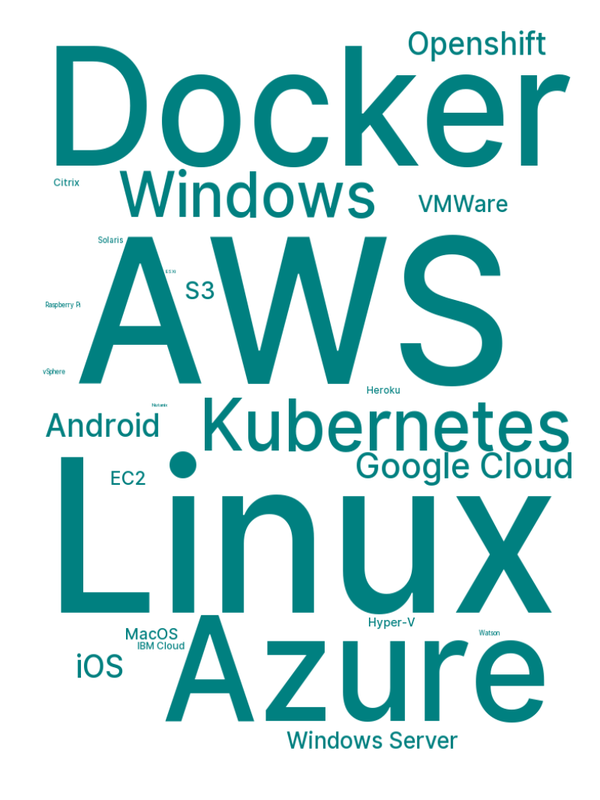 Openshift
Docker
Citrix
Windows
VMWare
Solaris
AWS
S3
Raspberry Pi
vSphere
Heroku
Android
Kubernetes
Google Cloud
EC2
Linux
Hyper-V
MacOS
Watson
IBM Cloud
iOS
Azure
Windows Server